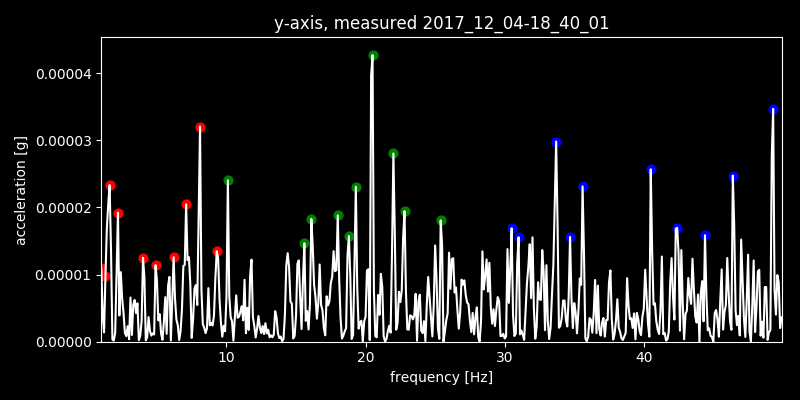 y-axis, measured 2017_12_04-18_40_01
0.00004
0.00003
0.00002
0.00001
0.00000
acceleration [g]
10 20 30 40
frequency [Hz]